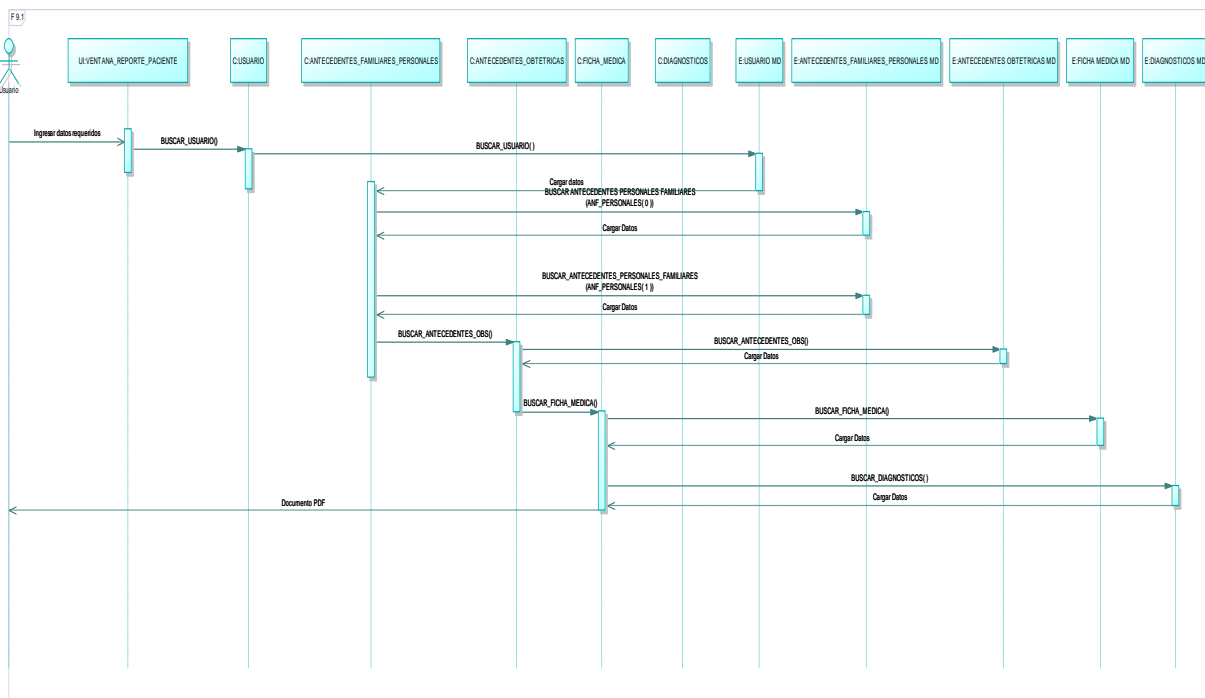 F 9.1
Usuario
UI:VENTANA_REPORTE_PACIENTE
C:USUARIO
C:ANTECEDENTES_FAMILIARES_PERSONALES
C:ANTECEDENTES_OBTETRICAS
C:FICHA_MEDICA
C:DIAGNOSTICOS
E:USUARIO MD
E:ANTECEDENTES_FAMILIARES_PERSONALES MD
E:ANTECEDENTES OBTETRICAS MD
E:FICHA MEDICA MD
E:DIAGNOSTICOS MD
Ingresar datos requeridos
BUSCAR_USUARIO()
BUSCAR_USUARIO( )
Cargar datos
BUSCAR ANTECEDENTES PERSONALES FAMILIARES
(ANF_PERSONALES( 0 ))
Cargar Datos
BUSCAR_ANTECEDENTES_PERSONALES_FAMILIARES
(ANF_PERSONALES( 1 ))
Cargar Datos
BUSCAR_ANTECEDENTES_OBS()
BUSCAR_ANTECEDENTES_OBS()
Cargar Datos
BUSCAR_FICHA_MEDICA()
BUSCAR_FICHA_MEDICA()
Cargar Datos
BUSCAR_DIAGNOSTICOS( )
Cargar Datos
Documento PDF